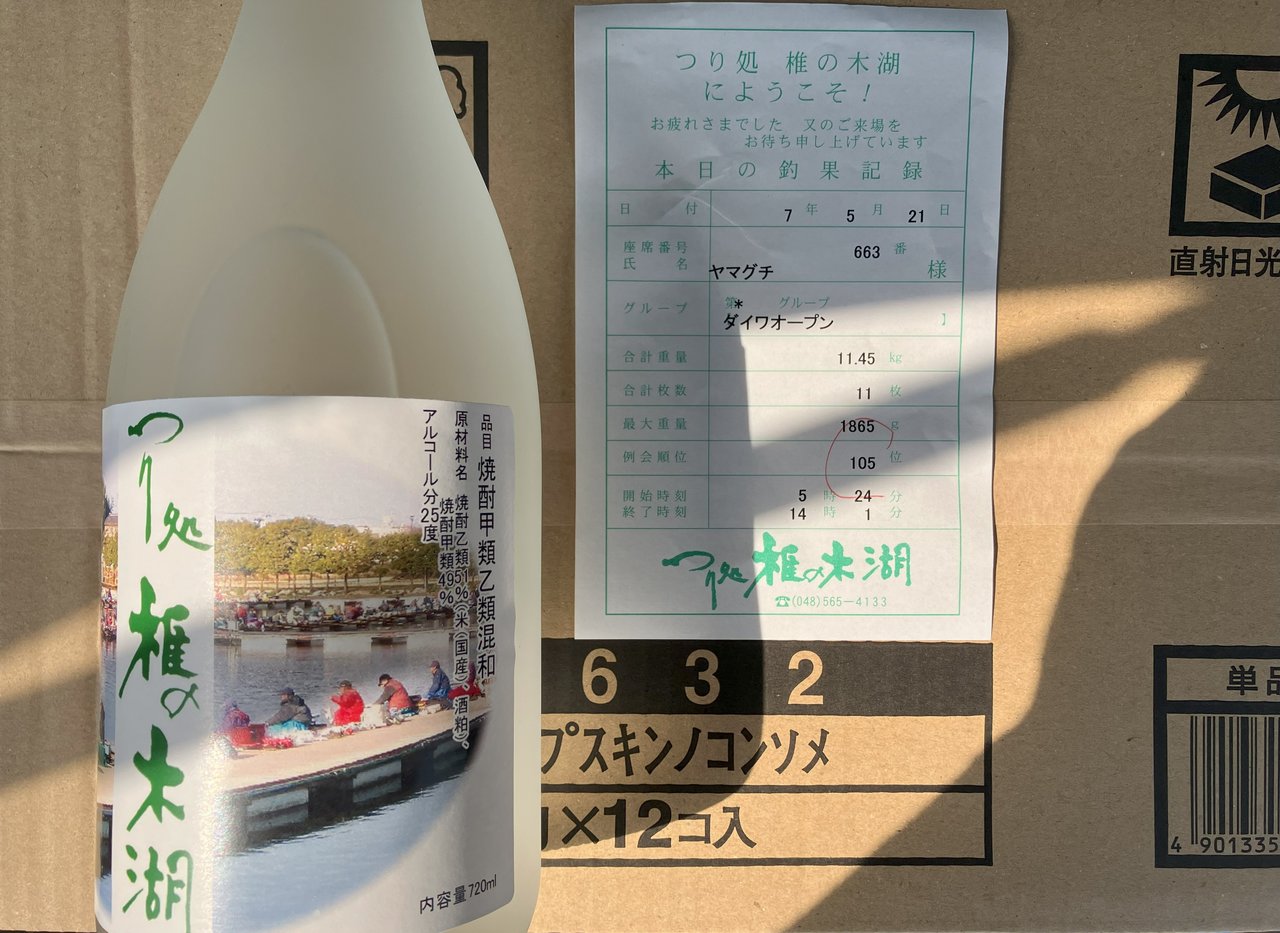 つり処 椎の木湖
品目 焼酎甲類乙類混和
原材料名 焼酎乙類51%(米(国産)、酒粕)、
焼酎甲類49%
アルコール分25度
内容量720ml
つり処 椎の木湖
にようこそ!
お疲れさまでした 又のご来場を
お待ち申し上げています
本日の釣果記録
日付 7年 5月 21日
座席番号 663番
氏名 ヤマグチ 様
グループ 第* グループ
ダイワオープン 】
合計重量 11.45 kg
合計枚数 11 枚
最大重量 1865 g
例会順位 105 位
開始時刻 5時 24分
終了時刻 14時 1分
つり処 椎の木湖
☎(048)565-4133
632
プスキンノコンソメ
×12コ入
直射日光
単品
4 901335